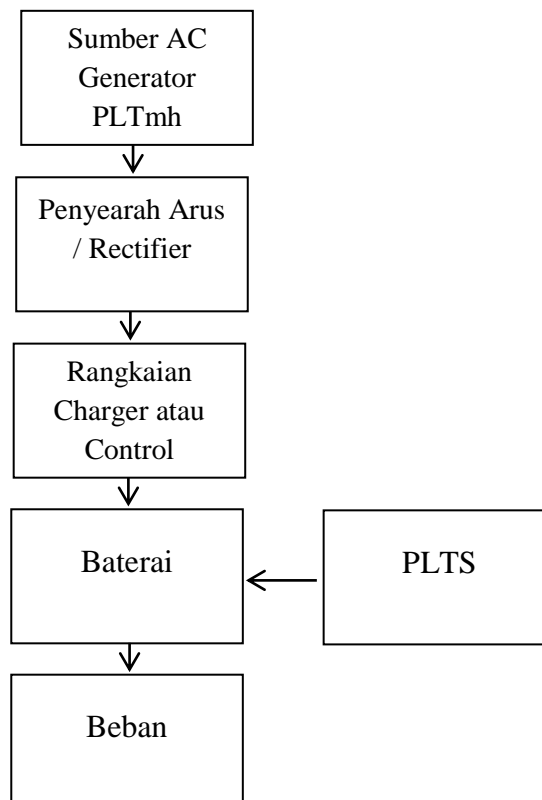 Sumber AC
Generator
PLTmh
Penyearah Arus
/ Rectifier
Rangkaian
Charger atau
Control
Baterai
PLTS
Beban